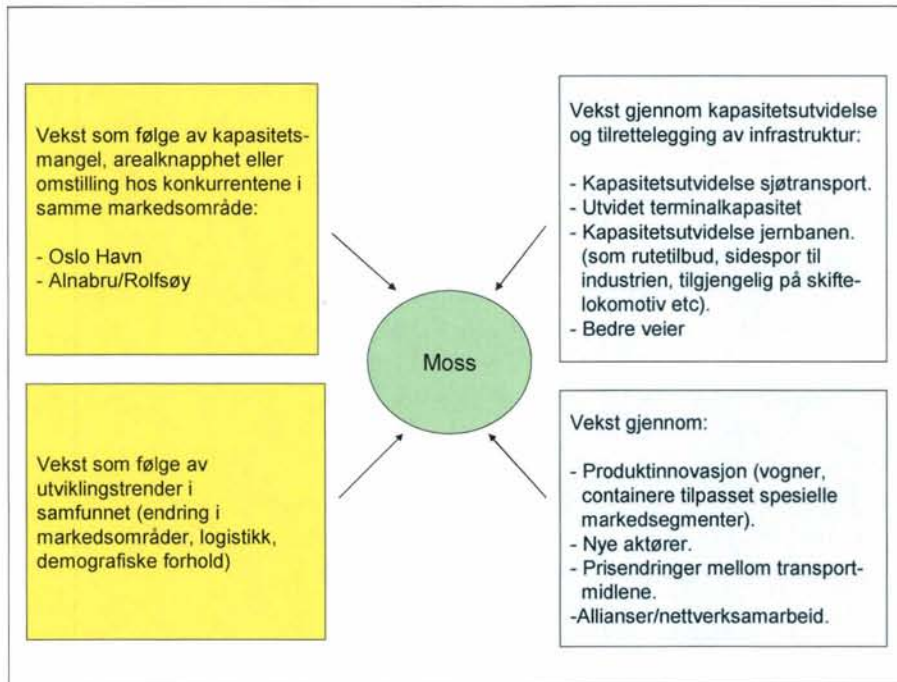 Vekst som følge av kapasitets-
mangel, arealknapphet eller
omstilling hos konkurrentene i
samme markedsområde:
- Oslo Havn
- Alnabru/Rolfsøy
Vekst gjennom kapasitetsutvidelse
og tilrettelegging av infrastruktur:
- Kapasitetsutvidelse sjøtransport.
- Utvidet terminalkapasitet
- Kapasitetsutvidelse jernbanen.
(som rutetilbud, sidespor til
industrien, tilgjengelig på skifte-
lokomotiv etc).
- Bedre veier
Moss
Vekst som følge av
utviklingstrender i
samfunnet (endring i
markedsområder, logistikk,
demografiske forhold)
Vekst gjennom:
- Produktinnovasjon (vogner,
containere tilpasset spesielle
markedsegmenter).
- Nye aktører.
- Prisendringer mellom transport-
midlene.
-Allianser/nettverksamarbeid.